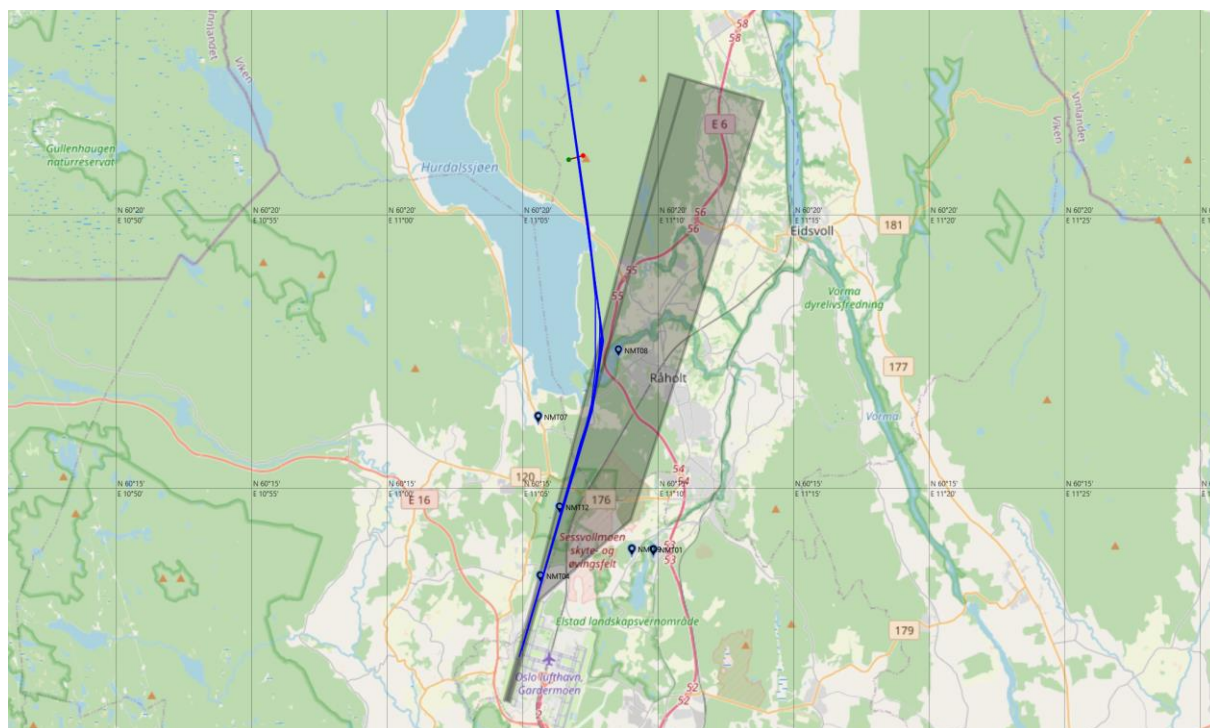 58
58
Innlandet
Viken
E 6
Gullenhaugen
naturreservat
Hurdalssjøen
Innlandet
Viken
N 60°20
E 10°50
N 60°20
E 10°55
N 60°20
E 11°00
N 60°20
E 11°05
N 60°20
E 11°10
N 60°20
E 11°15
N 60°20
E 11°20
N 60°20
E 11°25
56
56
Eidsvoll
181
55
55
Vorma
dyrelivsfredning
NMT08
Råholt
177
NMT07
Vorma
54
54
120
176
E 16
N 60°15
E 10°50
N 60°15
E 10°55
N 60°15
E 11°00
N 60°15
E 11°05
N 60°15
E 11°10
N 60°15
E 11°15
N 60°15
E 11°20
N 60°15
E 11°25
NMT12
Sessvollmoen
skyte- og
øvingsfelt
53
NMT01
53
NMT04
Elstad landskapsvernområde
179
Oslo lufthavn,
Gardermoen
52
52
2